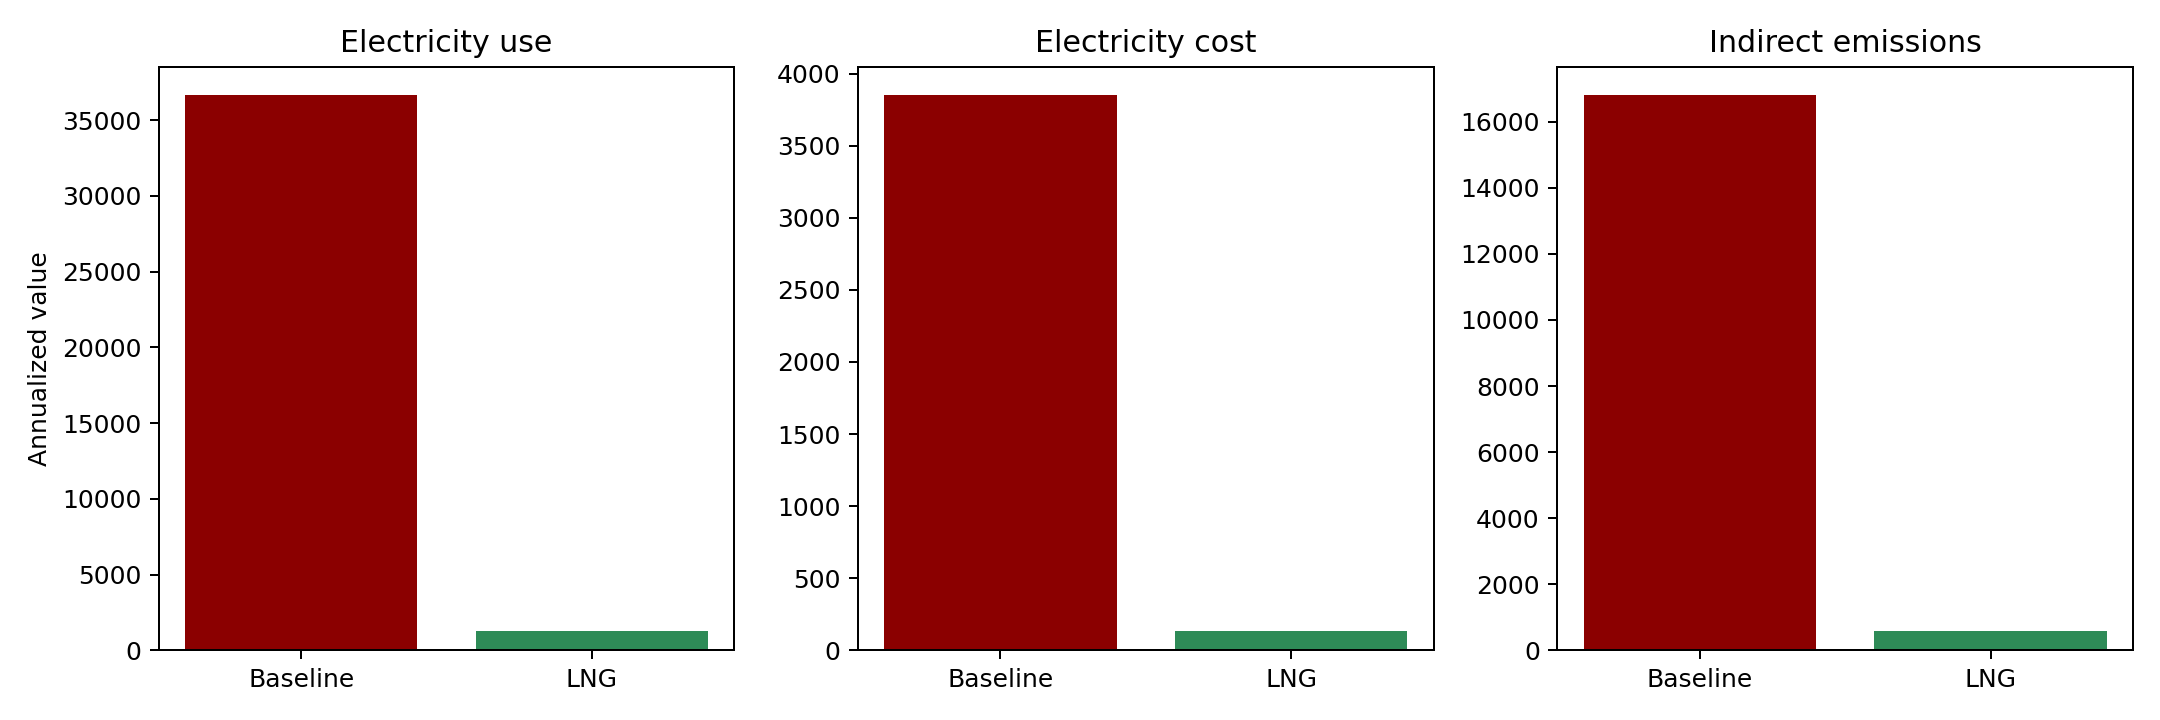 Electricity use
Annualized value
35000
30000
25000
20000
15000
10000
5000
0
Baseline
LNG
Electricity cost
4000
3500
3000
2500
2000
1500
1000
500
0
Baseline
LNG
Indirect emissions
16000
14000
12000
10000
8000
6000
4000
2000
0
Baseline
LNG